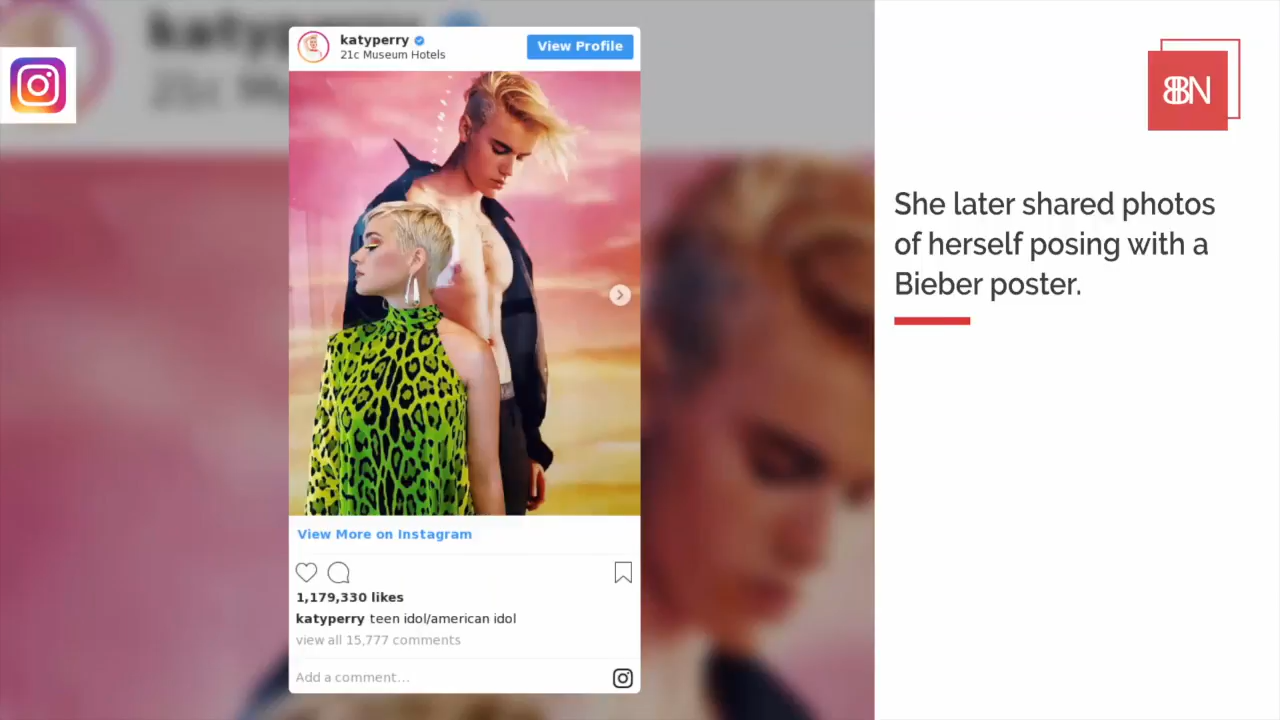 katyperry
21c Museum Hotels
View Profile
BBN
She later shared photos
of herself posing with a
Bieber poster.
View More on Instagram
1,179,330 likes
katyperry teen idol/american idol
view all 15,777 comments
Add a comment...